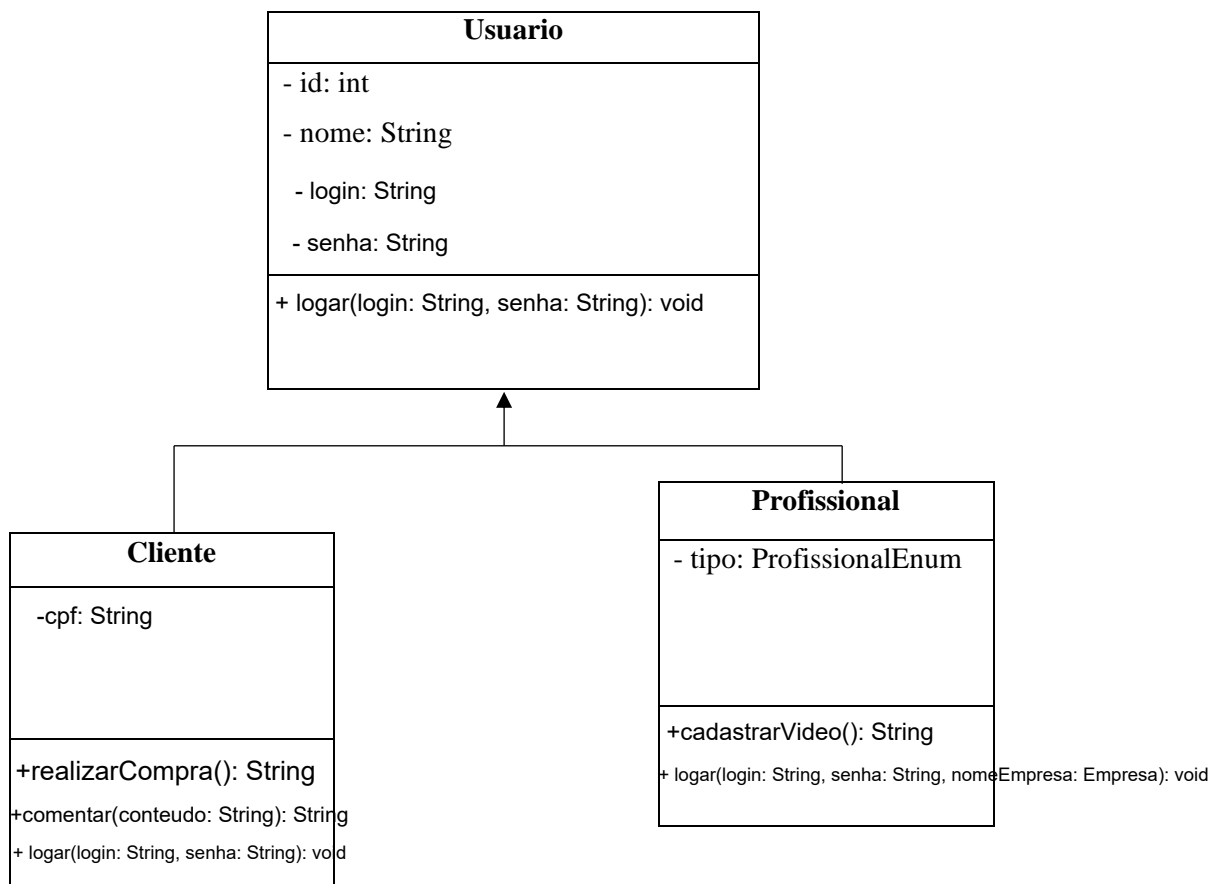 Usuario
- id: int
- nome: String
- login: String
- senha: String
+ logar(login: String, senha: String): void
Cliente
-cpf: String
+realizarCompra(): String
+comentar(conteudo: String): String
+ logar(login: String, senha: String): void
Profissional
- tipo: ProfissionalEnum
+cadastrarVideo(): String
+ logar(login: String, senha: String, nomeEmpresa: Empresa): void